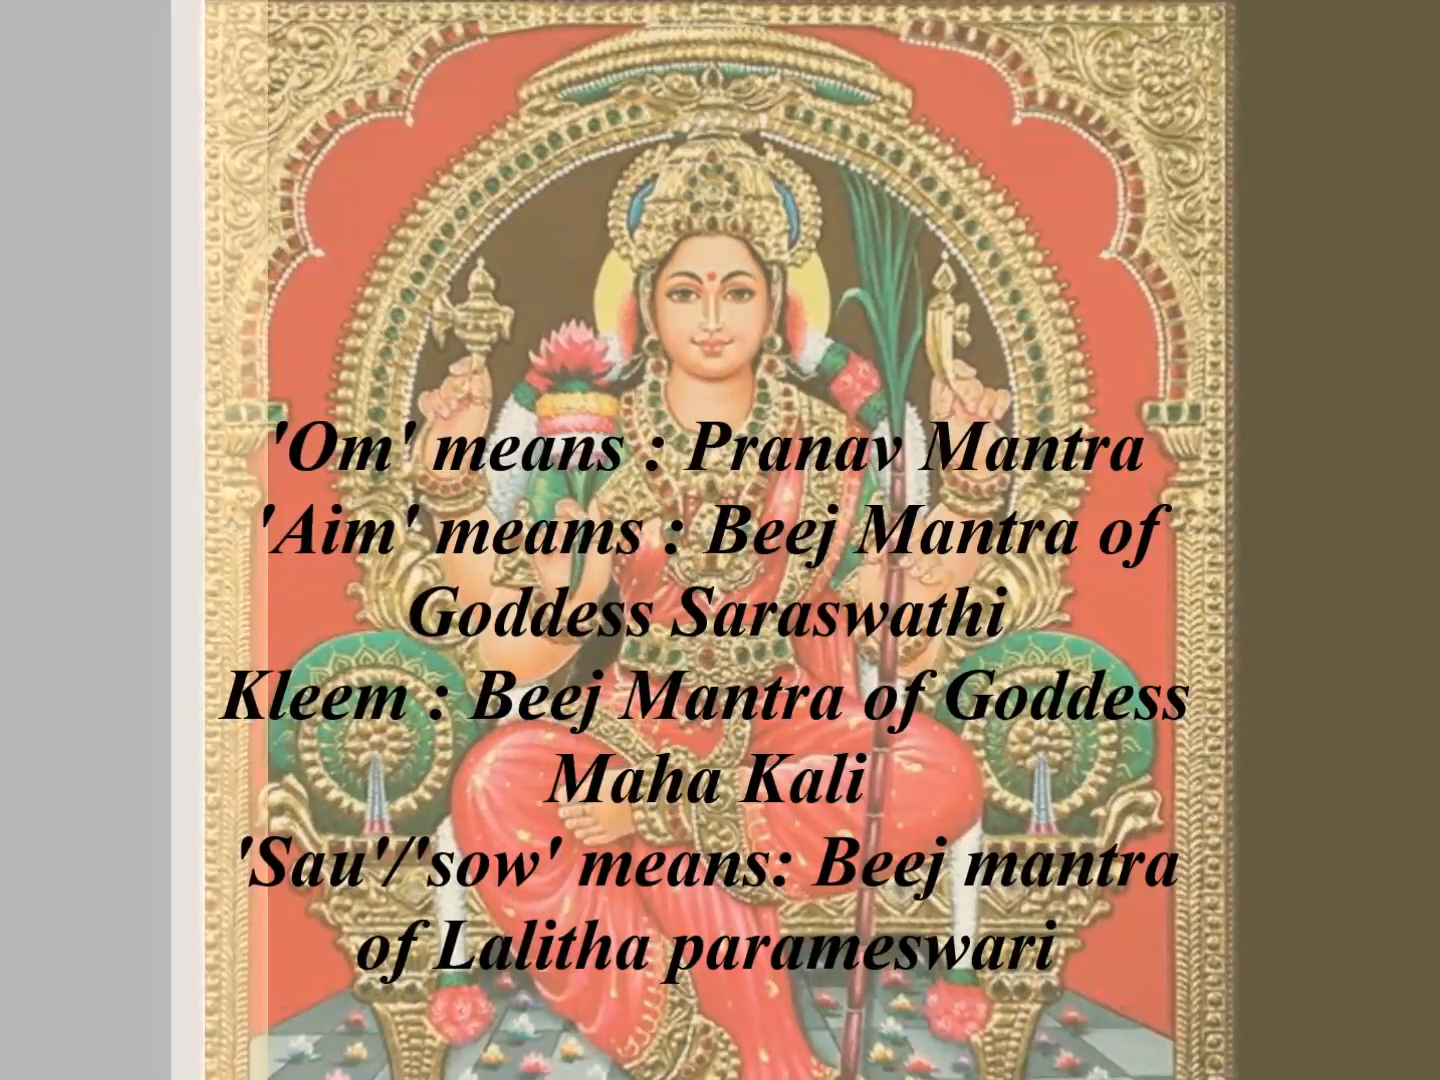 'Om' means : Pranav Mantra
'Aim' meams : Beej Mantra of
Goddess Saraswathi
Kleem : Beej Mantra of Goddess
Maha Kali
'Sau'/'sow' means: Beej mantra
of Lalitha parameswari